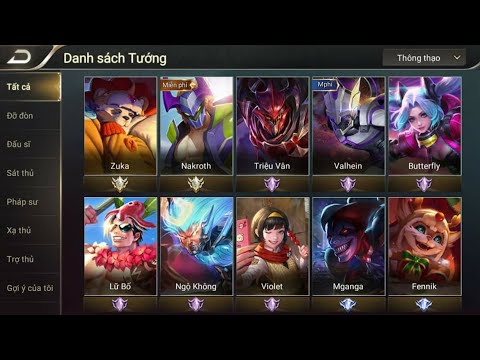 Danh sách Tướng
Thông thạo
Tất cả
Đỡ đòn
Đấu sĩ
Sát thủ
Pháp sư
Xạ thủ
Trợ thủ
Gợi ý của tôi
Miễn phí
Mphí
Zuka
Nakroth
Triệu Vân
Valhein
Butterfly
Lữ Bố
Ngộ Không
Violet
Mganga
Fennik